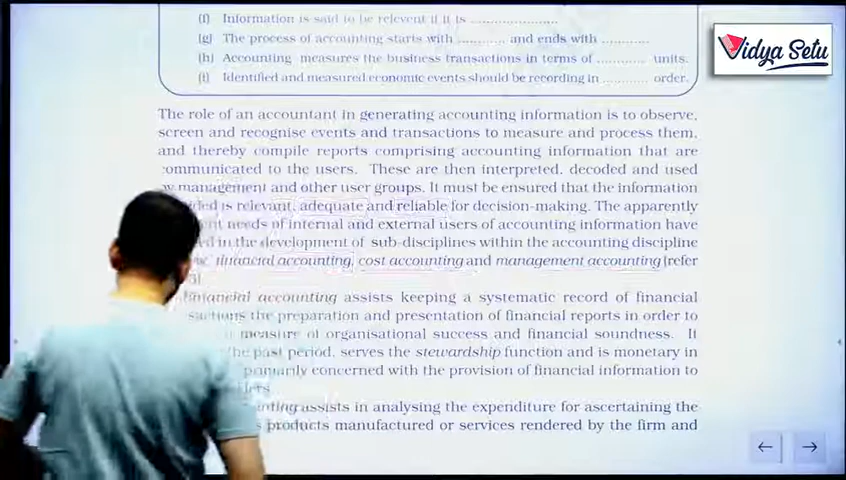 (f) Information is said to be relevent if it is .....................
(g) The process of accounting starts with ............ and ends with ............
(h) Accounting measures the business transactions in terms of ............ units.
(i) Identified and measured economic events should be recording in ............ order.
Vidya Setu
The role of an accountant in generating accounting information is to observe,
screen and recognise events and transactions to measure and process them,
and thereby compile reports comprising accounting information that are
communicated to the users. These are then interpreted, decoded and used
management and other user groups. It must be ensured that the information
is relevant, adequate and reliable for decision-making. The apparently
needs of internal and external users of accounting information have
in the development of sub-disciplines within the accounting discipline
financial accounting, cost accounting and management accounting (refer
Financial accounting assists keeping a systematic record of financial
the preparation and presentation of financial reports in order to
measure of organisational success and financial soundness. It
the past period, serves the stewardship function and is monetary in
primarily concerned with the provision of financial information to
assists in analysing the expenditure for ascertaining the
products manufactured or services rendered by the firm and